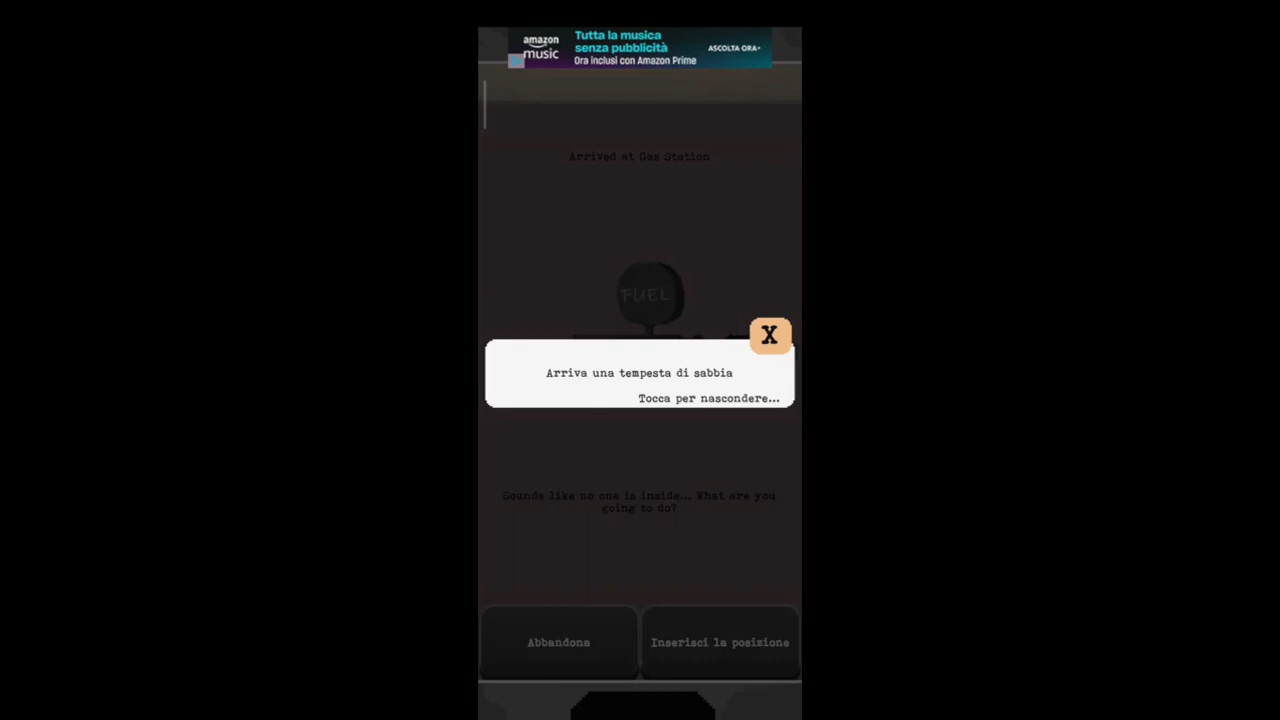 amazon music
Tutta la musica
senza pubblicità
Ora inclusi con Amazon Prime
ASCOLTA ORA
Arrived at Gas Station
FUEL
X
Arriva una tempesta di sabbia
Tocca per nascondere...
Sounds like no one is inside... What are you
going to do?
Abbandona
Inserisci la posizione